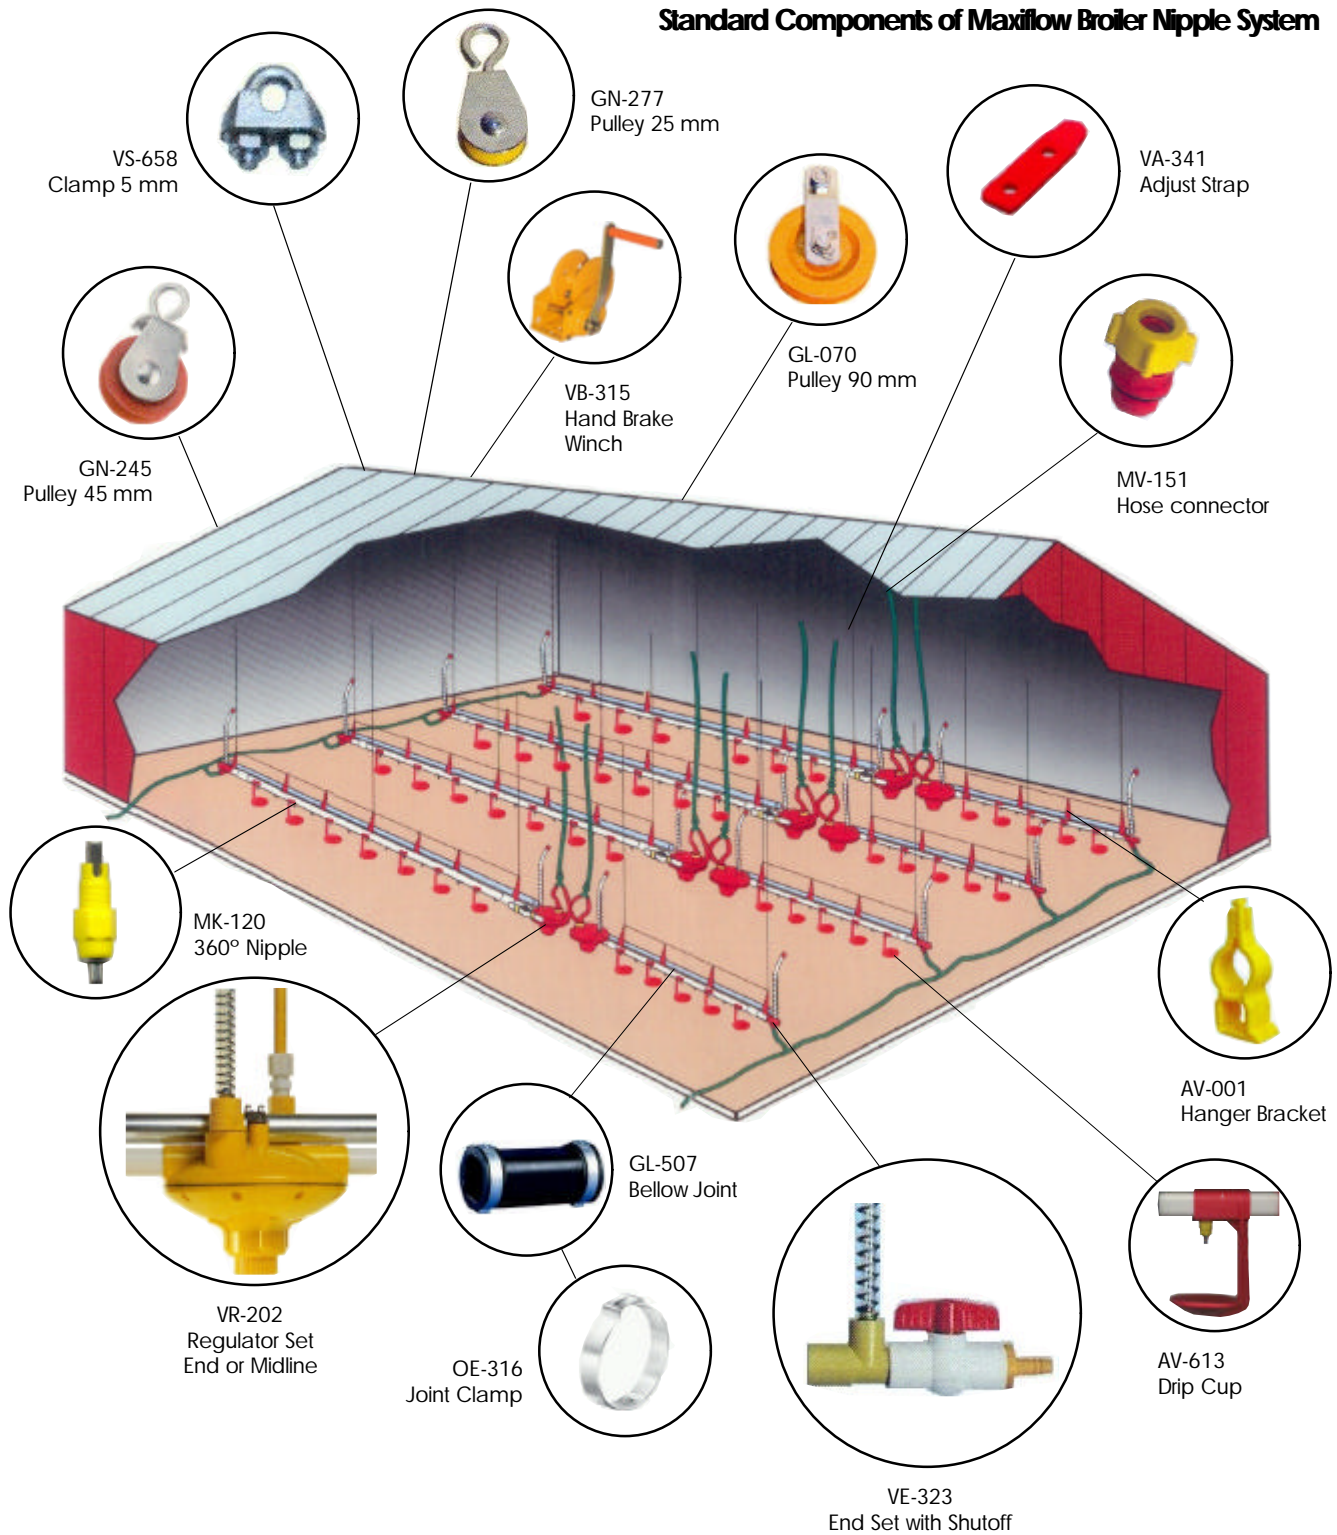 Standard Components of Maxiflow Broiler Nipple System
GN-277
Pulley 25 mm
VS-658
Clamp 5 mm
VA-341
Adjust Strap
GL-070
Pulley 90 mm
VB-315
Hand Brake
Winch
GN-245
Pulley 45 mm
MV-151
Hose connector
MK-120
360º Nipple
AV-001
Hanger Bracket
GL-507
Bellow Joint
VR-202
Regulator Set
End or Midline
OE-316
Joint Clamp
AV-613
Drip Cup
VE-323
End Set with Shutoff